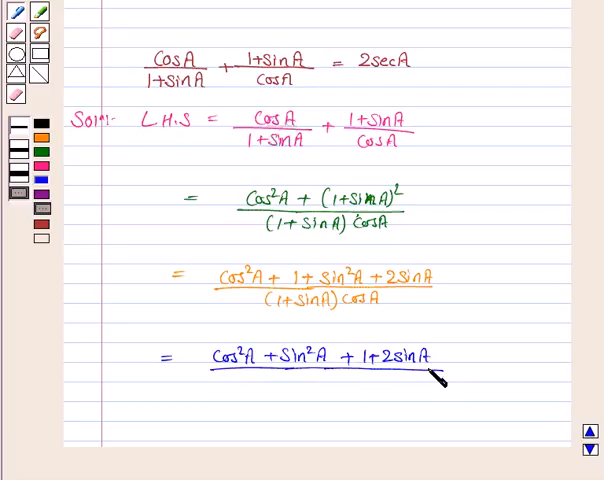 cosA/(1+sinA) + (1+sinA)/cosA = 2secA
Soln:- L.H.S = cosA/(1+sinA) + (1+sinA)/cosA
= (cos²A + (1+sinA)²)/((1+sinA) cosA)
= (cos²A + 1 + sin²A + 2sinA)/((1+sinA) cosA)
= cos²A + sin²A + 1 + 2sinA